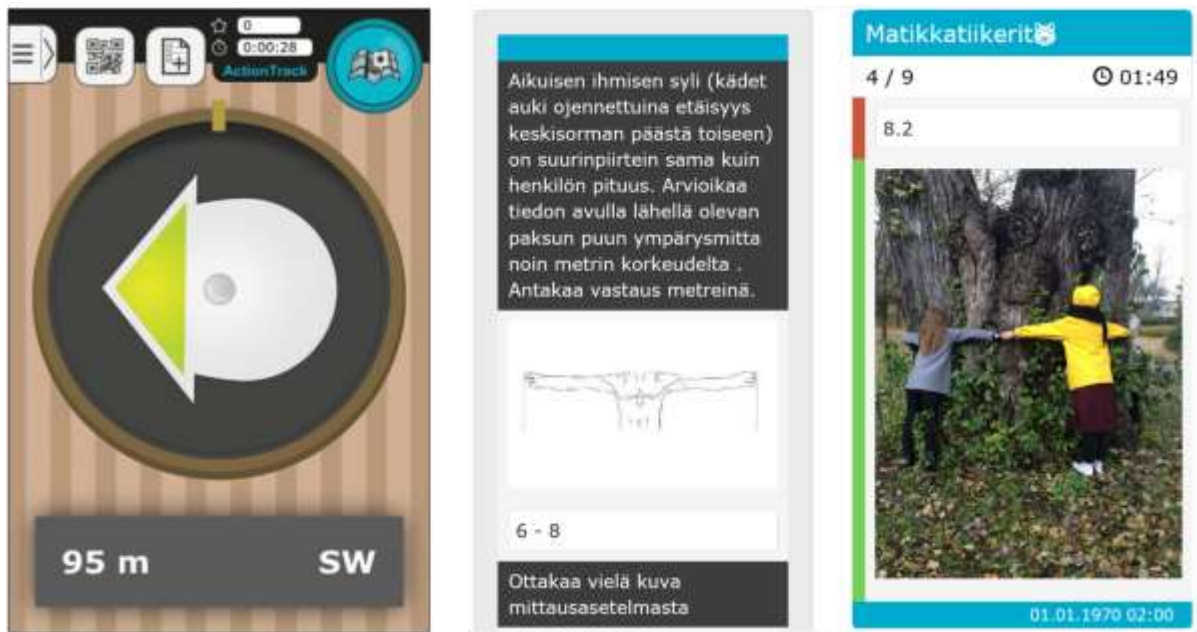 0
0:00:28
ActionTrack
95 m SW
Aikuisen ihmisen syli (kädet
auki ojennettuina etäisyys
keskisorman päästä toiseen)
on suurinpiirtein sama kuin
henkilön pituus. Arvioikaa
tiedon avulla lähellä olevan
paksun puun ympärysmitta
noin metrin korkeudelta .
Antakaa vastaus metreinä.
6 - 8
Ottakaa vielä kuva
mittausasetelmasta
Matikkatiikerit🐯
4 / 9 01:49
8.2
01.01.1970 02:00